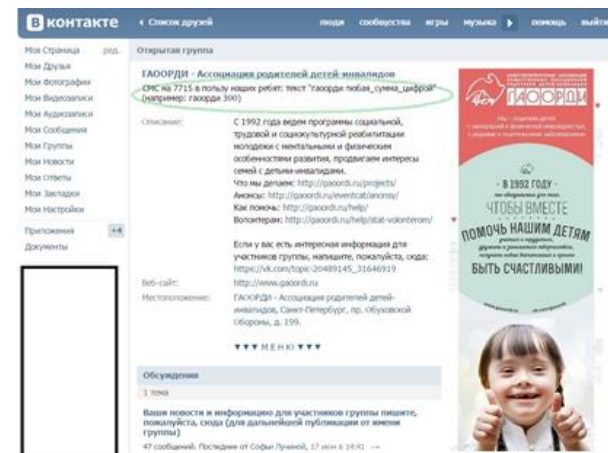 В контакте
Список друзей
люди сообщества игры музыка помощь выйти
Моя Страница ред.
Мои Друзья
Мои Фотографии
Мои Видеозаписи
Мои Аудиозаписи
Мои Сообщения
Мои Группы
Мои Новости
Мои Ответы
Мои Закладки
Мои Настройки
Приложения +4
Документы
Открытая группа
ГАООРДИ - Ассоциация родителей детей-инвалидов
СМС на 7715 в пользу наших ребят: текст "гаоорди любая_сумма_цифрой"
(например: гаоорди 300)
Описание:
С 1992 года ведем программы социальной,
трудовой и социокультурной реабилитации
молодежи с ментальными и физическими
особенностями развития, продвигаем интересы
семей с детьми-инвалидами.
Что мы делаем: http://gaoordi.ru/projects/
Анонсы: http://gaoordi.ru/eventcat/anonsy/
Как помочь: http://gaoordi.ru/help/
Волонтерам: http://gaoordi.ru/help/stat-volonterom/
Если у вас есть интересная информация для
участников группы, напишите, пожалуйста, сюда:
https://vk.com/topic-20489145_31646919
Веб-сайт: http://www.gaoordi.ru
Местоположение: ГАООРДИ - Ассоциация родителей детей-
инвалидов, Санкт-Петербург, пр. Обуховской
Обороны, д. 199.
▼▼▼ М Е Н Ю ▼▼▼
Обсуждения
1 тема
Ваши новости и информацию для участников группы пишите,
пожалуйста, сюда (для дальнейшей публикации от имени
группы)
47 сообщений. Последнее от Софьи Лучиной, 17 июн в 14:41
ГАООРДИ
- В 1992 ГОДУ -
ЧТОБЫ ВМЕСТЕ
ПОМОЧЬ НАШИМ ДЕТЯМ
БЫТЬ СЧАСТЛИВЫМИ!